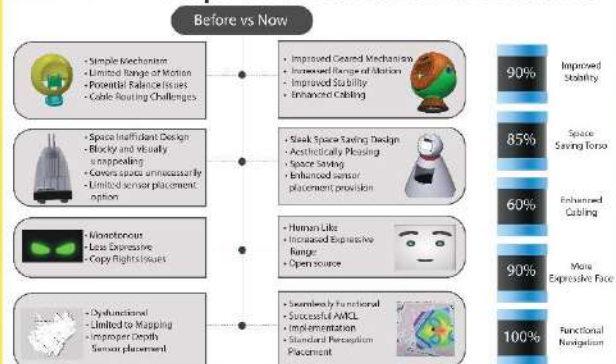 Before vs Now
• Simple Mechanism
• Limited Range of Motion
• Potential Balance Issues
• Cable Routing Challenges
• Improved Geared Mechanism
• Increased Range of Motion
• Improved Stability
• Enhanced Cabling
90%
Improved
Stability
• Space Inefficient Design
• Blocky and visually
unappealing
• Covers space unnecessarily
• Limited sensor placement
option
• Sleek Space Saving Design
• Aesthetically Pleasing
• Space Saving
• Enhanced sensor
placement provision
85%
Space
Saving Torso
60%
Enhanced
Cabling
• Monotonous
• Less Expressive
• Copy Rights Issues
• Human Like
• Increased Expressive
Range
• Open source
90%
More
Expressive Face
• Dysfunctional
• Limited to Mapping
• Improper Depth
Sensor placement
• Seamlessly Functional
• Successful AMCL
• Implementation
• Standard Perception
Placement
100%
Functional
Navigation